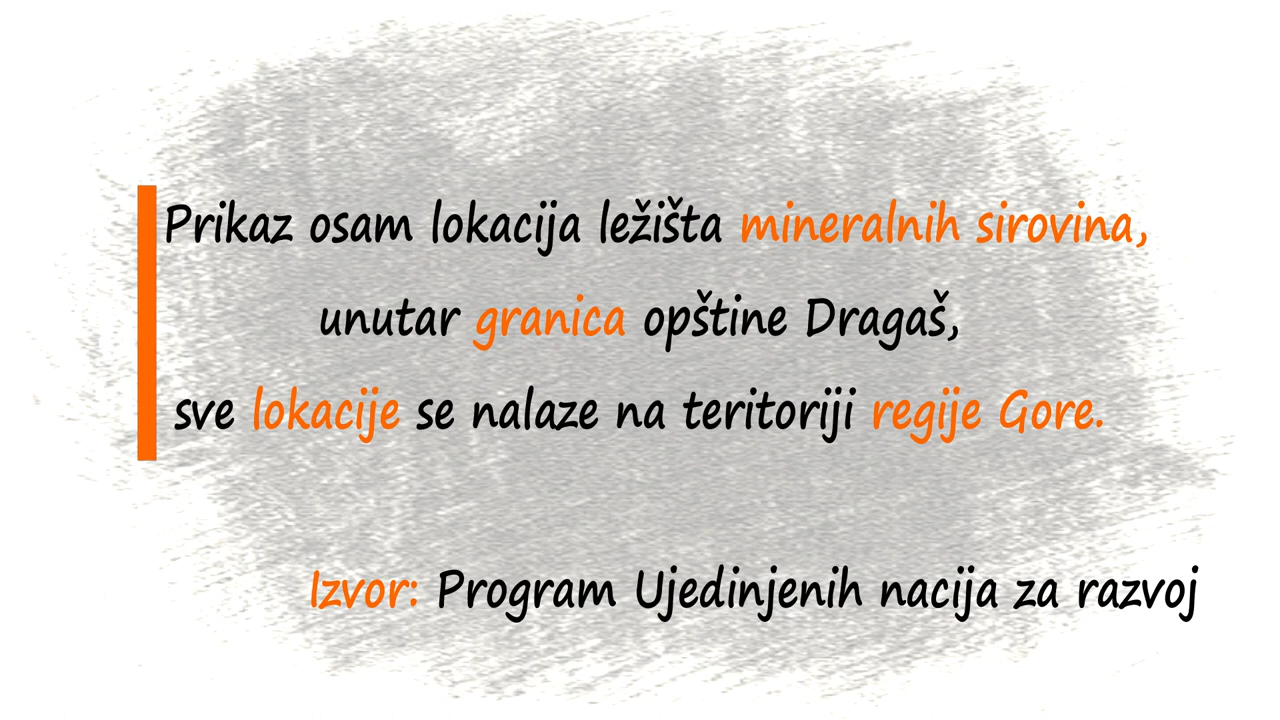 Prikaz osam lokacija ležišta mineralnih sirovina,
unutar granica opštine Dragaš,
sve lokacije se nalaze na teritoriji regije Gore.
Izvor: Program Ujedinjenih nacija za razvoj